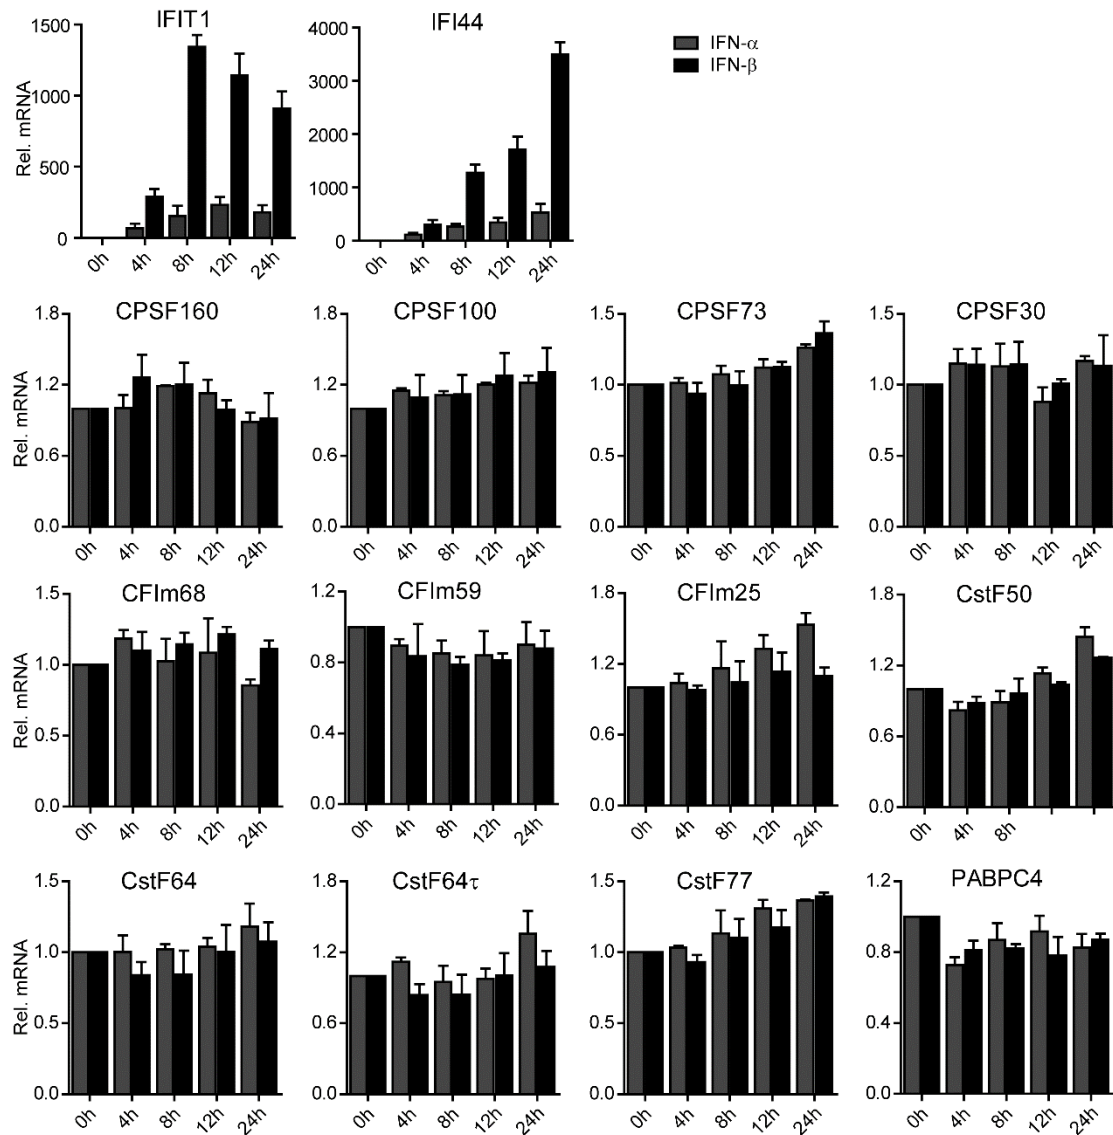 IFIT1
IFI44
IFN-α
IFN-β
Rel. mRNA
1500
1000
500
0
0h 4h 8h 12h 24h
4000
3000
2000
1000
0
0h 4h 8h 12h 24h
CPSF160
Rel. mRNA
1.8
1.2
0.6
0.0
0h 4h 8h 12h 24h
CPSF100
1.8
1.2
0.6
0.0
0h 4h 8h 12h 24h
CPSF73
1.5
1.0
0.5
0.0
0h 4h 8h 12h 24h
CPSF30
1.5
1.0
0.5
0.0
0h 4h 8h 12h 24h
CFIm68
Rel. mRNA
1.5
1.0
0.5
0.0
0h 4h 8h 12h 24h
CFIm59
1.2
0.8
0.4
0.0
0h 4h 8h 12h 24h
CFIm25
1.8
1.2
0.6
0.0
0h 4h 8h 12h 24h
CstF50
1.8
1.2
0.6
0.0
0h 4h 8h
CstF64
Rel. mRNA
1.5
1.0
0.5
0.0
0h 4h 8h 12h 24h
CstF64τ
1.8
1.2
0.6
0.0
0h 4h 8h 12h 24h
CstF77
1.5
1.0
0.5
0.0
0h 4h 8h 12h 24h
PABPC4
1.2
0.8
0.4
0.0
0h 4h 8h 12h 24h